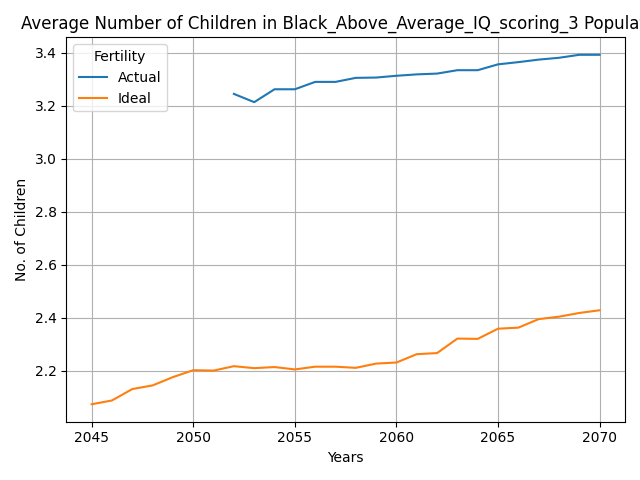 Average Number of Children in Black_Above_Average_IQ_scoring_3 Popula
Fertility
Actual
Ideal
3.4
3.2
3.0
2.8
2.6
2.4
2.2
No. of Children
2045 2050 2055 2060 2065 2070
Years